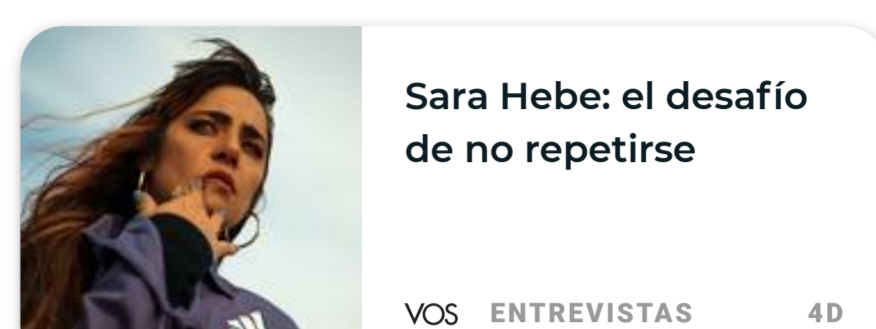 Sara Hebe: el desafío
de no repetirse
VOS ENTREVISTAS 4D